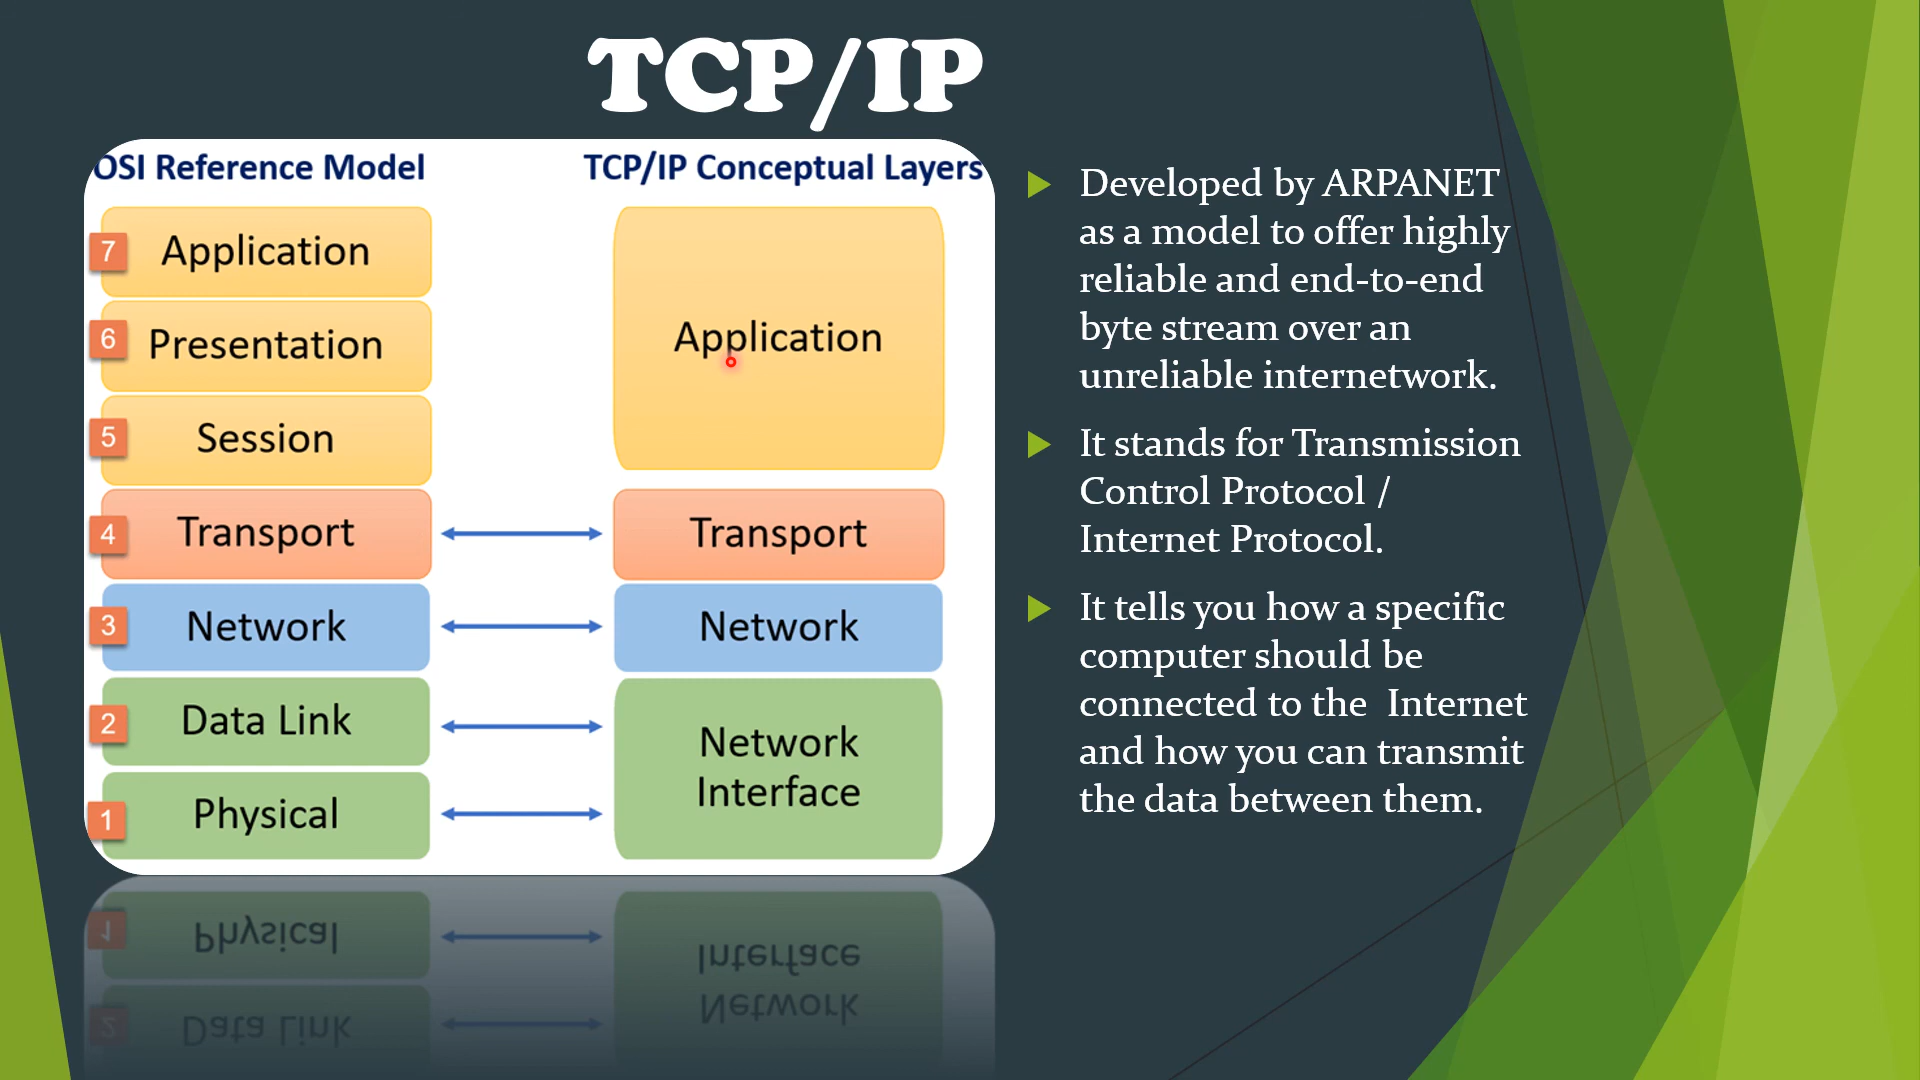 TCP/IP
OSI Reference Model
TCP/IP Conceptual Layers
7
Application
6
Presentation
5
Session
4
Transport
3
Network
2
Data Link
1
Physical
Application
Transport
Network
Network
Interface
Developed by ARPANET
as a model to offer highly
reliable and end-to-end
byte stream over an
unreliable internetwork.
It stands for Transmission
Control Protocol /
Internet Protocol.
It tells you how a specific
computer should be
connected to the  Internet
and how you can transmit
the data between them.